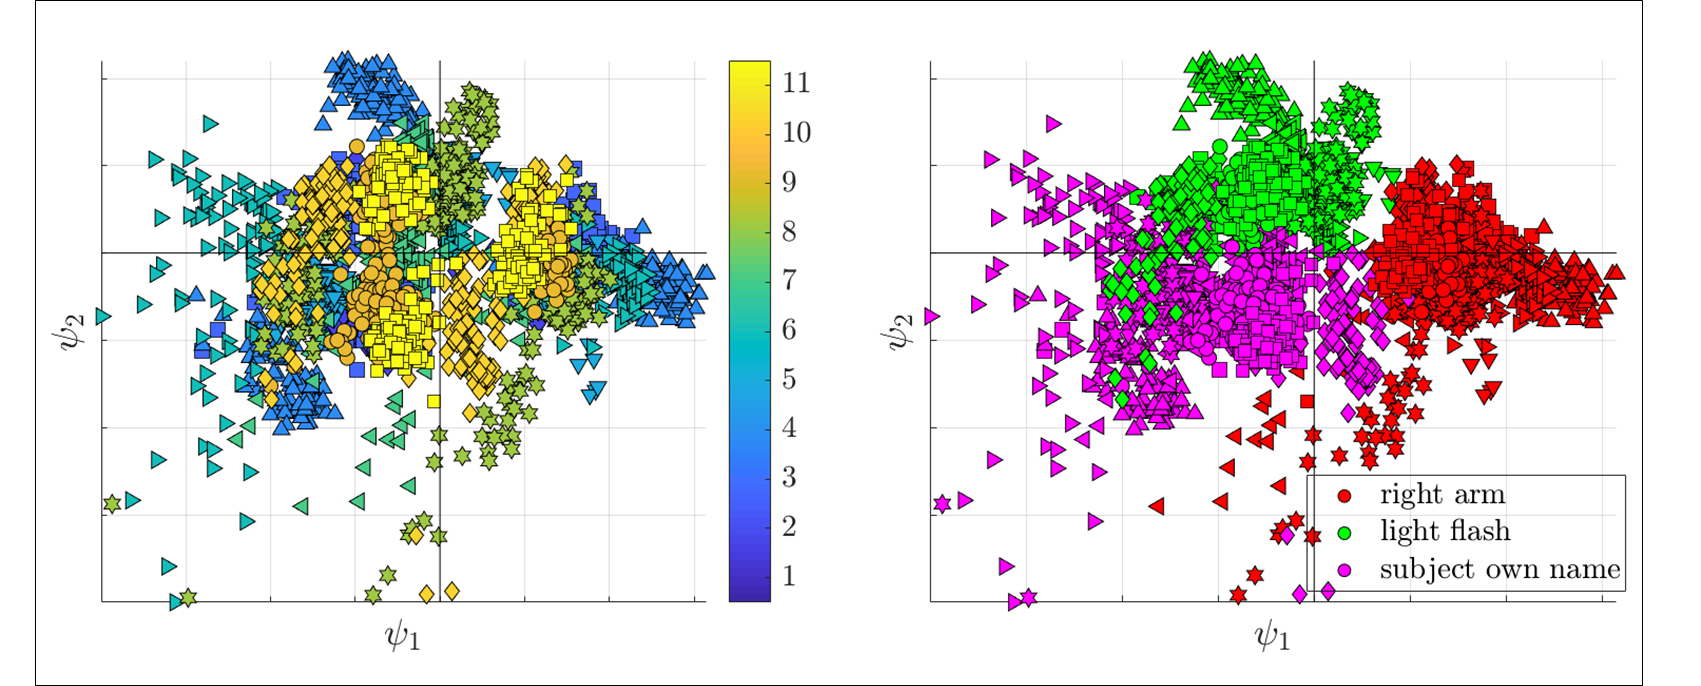 ψ2
ψ1
11
10
9
8
7
6
5
4
3
2
1
ψ2
ψ1
right arm
light flash
subject own name